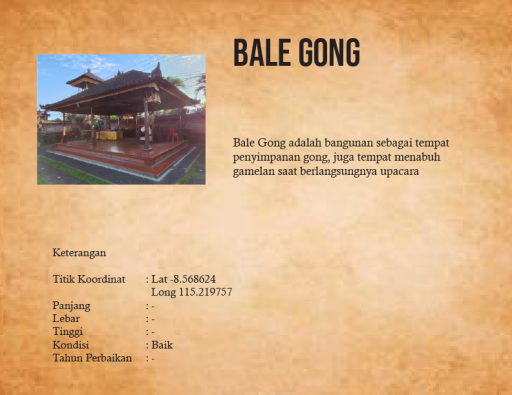 BALE GONG
Bale Gong adalah bangunan sebagai tempat
penyimpanan gong, juga tempat menabuh
gamelan saat berlangsungnya upacara
Keterangan
Titik Koordinat : Lat -8.568624
Long 115.219757
Panjang : -
Lebar : -
Tinggi : -
Kondisi : Baik
Tahun Perbaikan : -